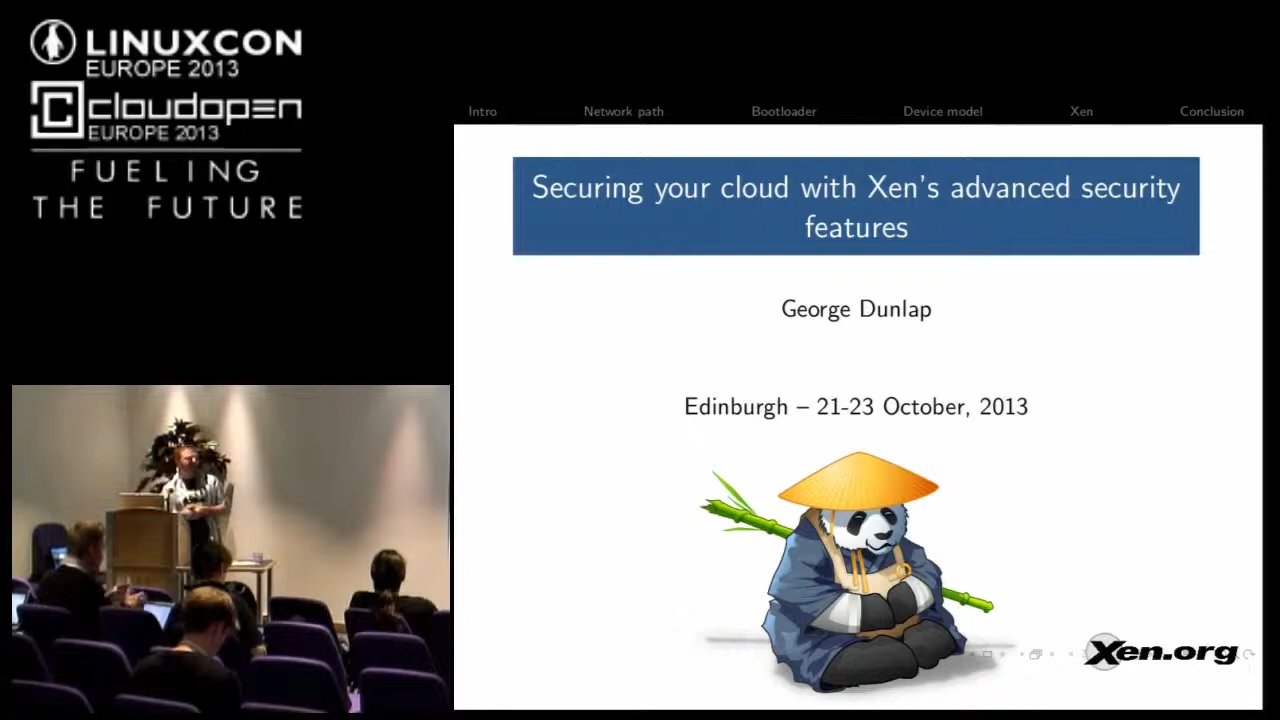 LINUXCON
EUROPE 2013
cloudopen
EUROPE 2013
FUELING
THE FUTURE
Intro Network path Bootloader Device model Xen Conclusion
Securing your cloud with Xen's advanced security
features
George Dunlap
Edinburgh – 21-23 October, 2013
Xen.org